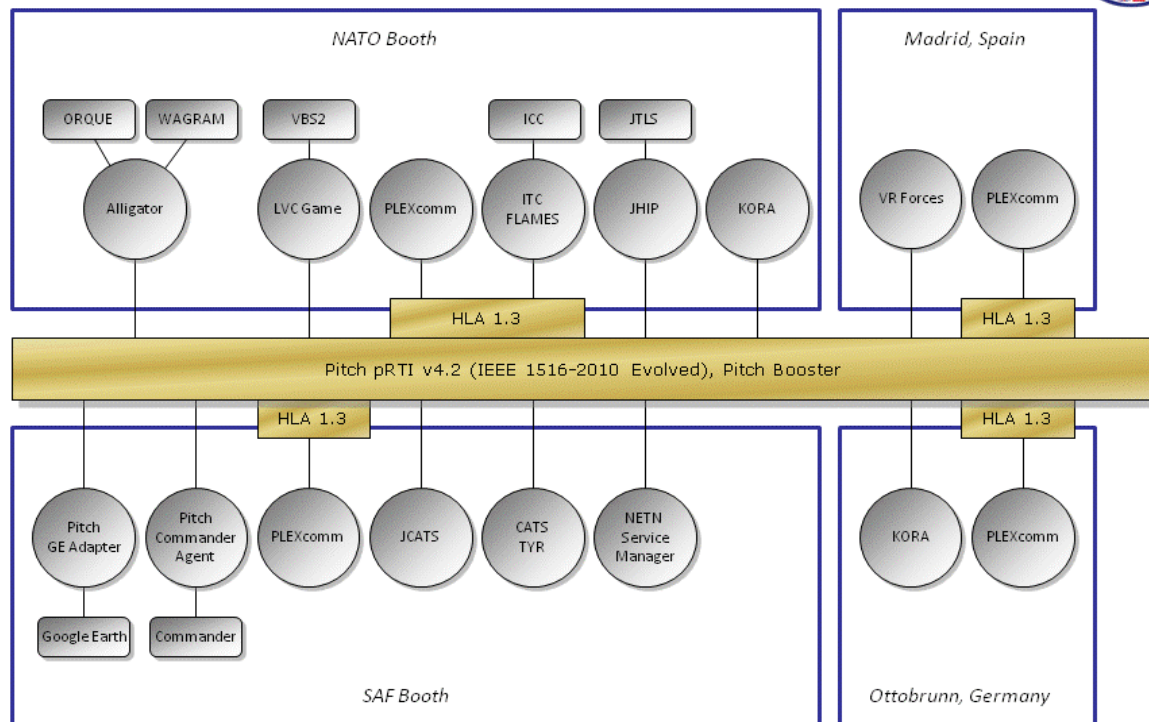 NATO Booth
Madrid, Spain
ORQUE
WAGRAM
VBS2
ICC
JTLS
Alligator
LVC Game
PLEXcomm
ITC
FLAMES
JHIP
KORA
VR Forces
PLEXcomm
HLA 1.3
HLA 1.3
Pitch pRTI v4.2 (IEEE 1516-2010 Evolved), Pitch Booster
HLA 1.3
HLA 1.3
Pitch
GE Adapter
Pitch
Commander
Agent
PLEXcomm
JCATS
CATS
TYR
NETN
Service
Manager
KORA
PLEXcomm
Google Earth
Commander
SAF Booth
Ottobrunn, Germany